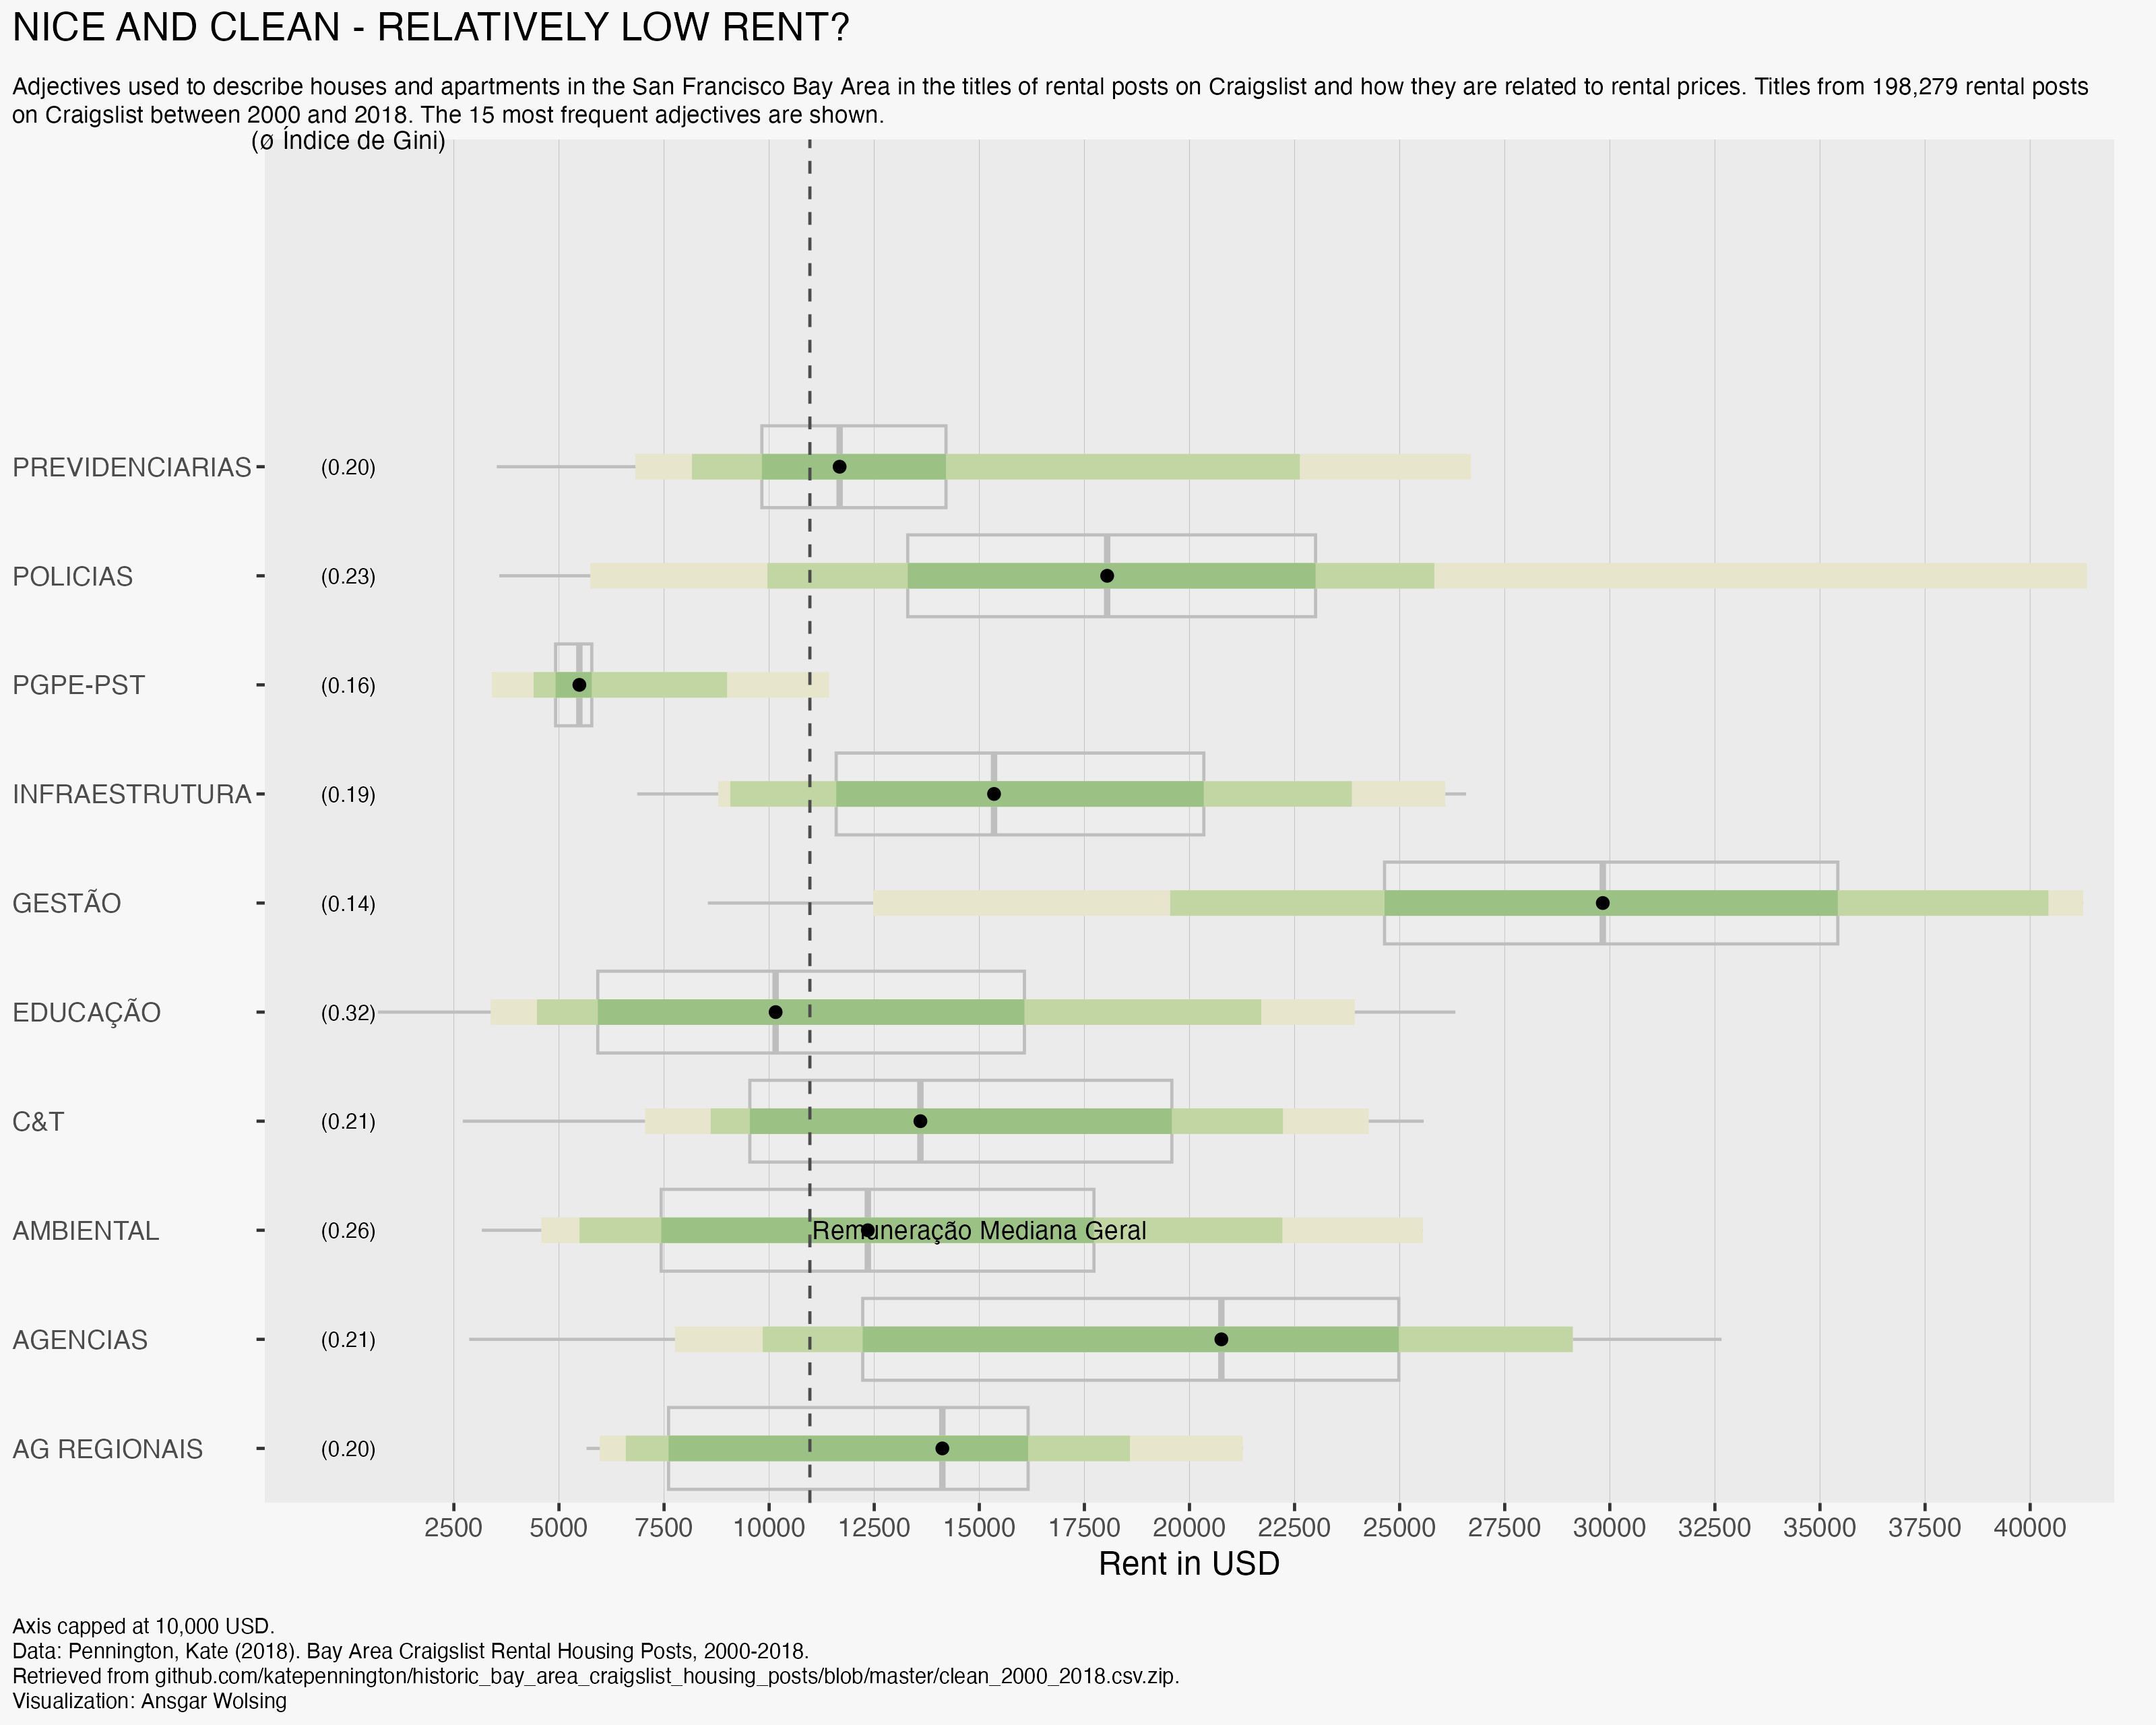 NICE AND CLEAN - RELATIVELY LOW RENT?
Adjectives used to describe houses and apartments in the San Francisco Bay Area in the titles of rental posts on Craigslist and how they are related to rental prices. Titles from 198,279 rental posts
on Craigslist between 2000 and 2018. The 15 most frequent adjectives are shown.
(ø Índice de Gini)
PREVIDENCIARIAS (0.20)
POLICIAS (0.23)
PGPE-PST (0.16)
INFRAESTRUTURA (0.19)
GESTÃO (0.14)
EDUCAÇÃO (0.32)
C&T (0.21)
AMBIENTAL (0.26) Remuneração Mediana Geral
AGENCIAS (0.21)
AG REGIONAIS (0.20)
2500 5000 7500 10000 12500 15000 17500 20000 22500 25000 27500 30000 32500 35000 37500 40000
Rent in USD
Axis capped at 10,000 USD.
Data: Pennington, Kate (2018). Bay Area Craigslist Rental Housing Posts, 2000-2018.
Retrieved from github.com/katepennington/historic_bay_area_craigslist_housing_posts/blob/master/clean_2000_2018.csv.zip.
Visualization: Ansgar Wolsing